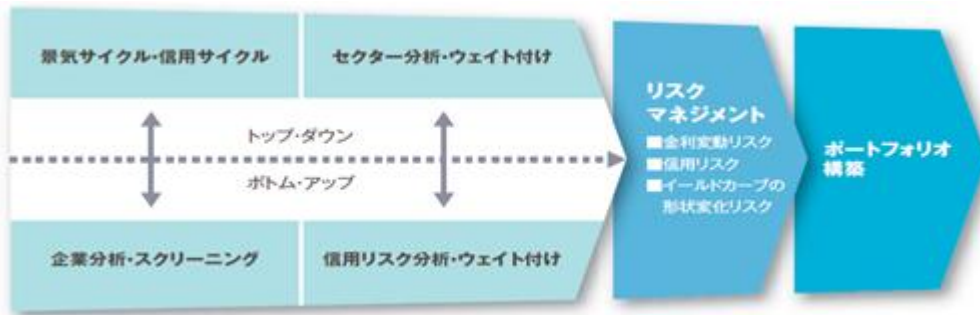 景気サイクル・信用サイクル
セクター分析・ウェイト付け
トップ・ダウン
ボトム・アップ
企業分析・スクリーニング
信用リスク分析・ウェイト付け
リスク
マネジメント
■金利変動リスク
■信用リスク
■イールドカーブの
形状変化リスク
ポートフォリオ
構築